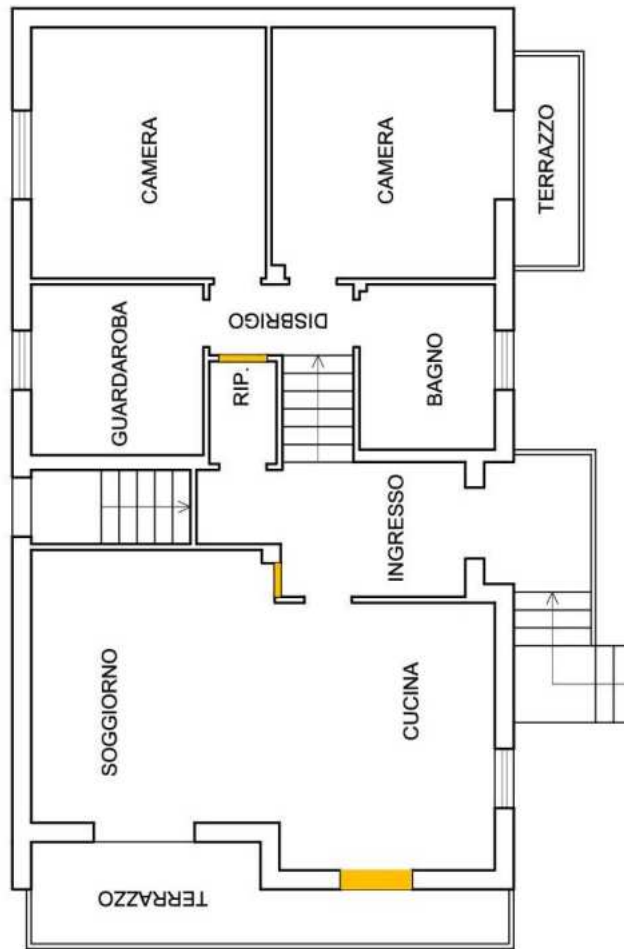 CAMERA
CAMERA
TERRAZZO
GUARDAROBA
DISBRIGO
RIP.
BAGNO
INGRESSO
SOGGIORNO
CUCINA
TERRAZZO